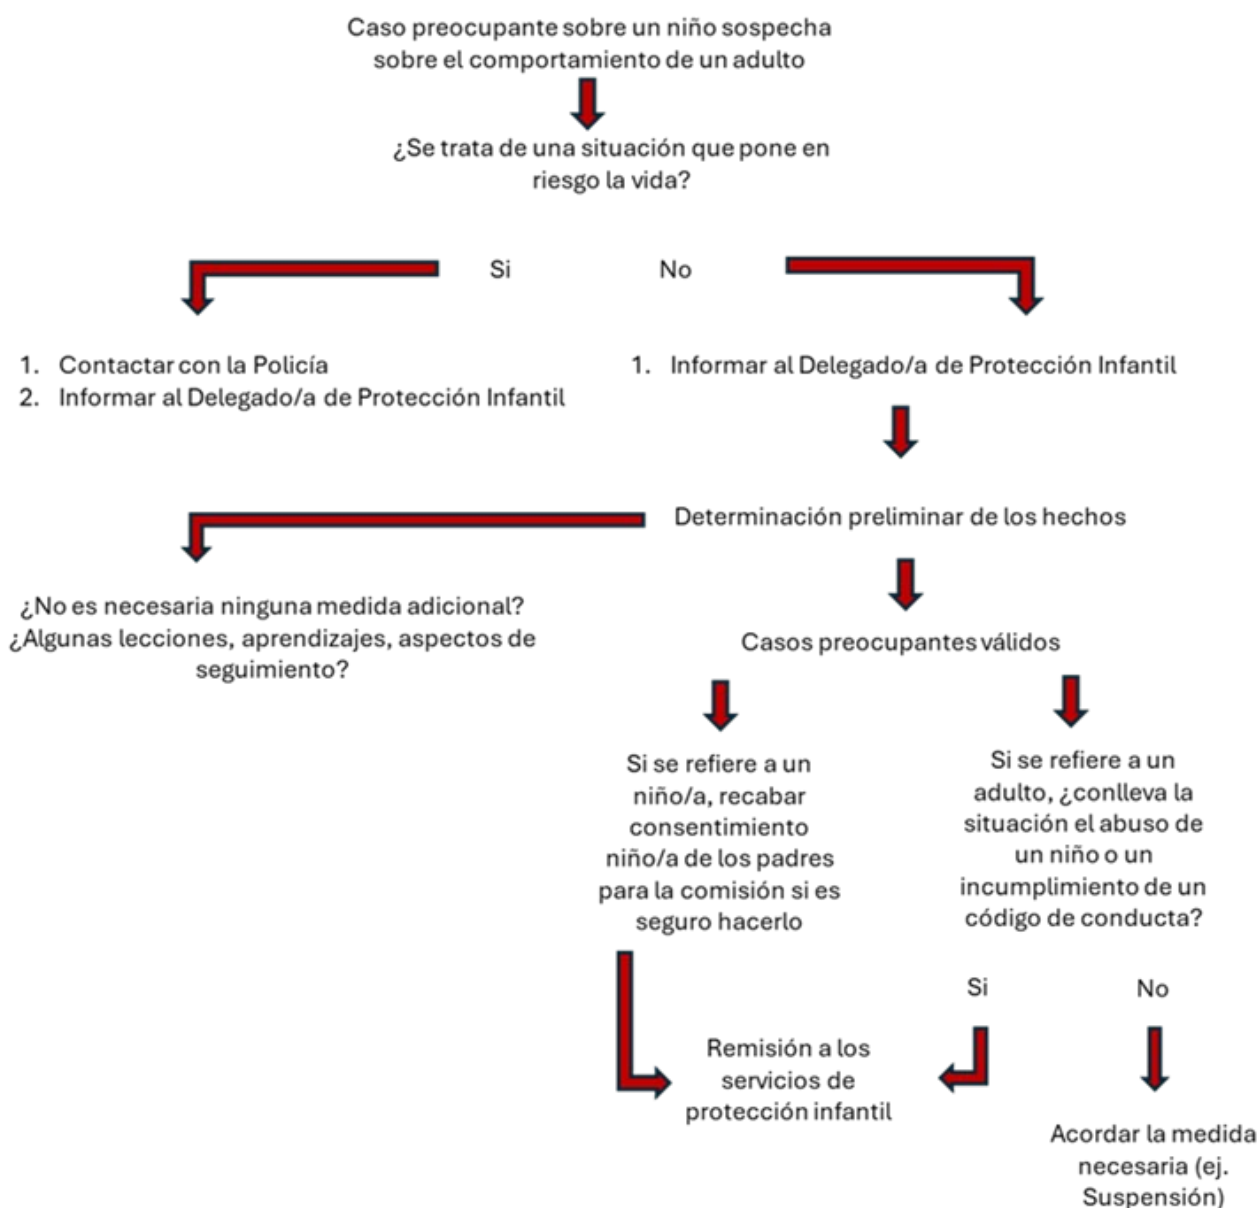 Caso preocupante sobre un niño sospecha
sobre el comportamiento de un adulto
¿Se trata de una situación que pone en
riesgo la vida?
Si
No
1. Contactar con la Policía
2. Informar al Delegado/a de Protección Infantil
1. Informar al Delegado/a de Protección Infantil
Determinación preliminar de los hechos
¿No es necesaria ninguna medida adicional?
¿Algunas lecciones, aprendizajes, aspectos de
seguimiento?
Casos preocupantes válidos
Si se refiere a un
niño/a, recabar
consentimiento
niño/a de los padres
para la comisión si es
seguro hacerlo
Si se refiere a un
adulto, ¿conlleva la
situación el abuso de
un niño o un
incumplimiento de un
código de conducta?
Si
No
Remisión a los
servicios de
protección infantil
Acordar la medida
necesaria (ej.
Suspensión)